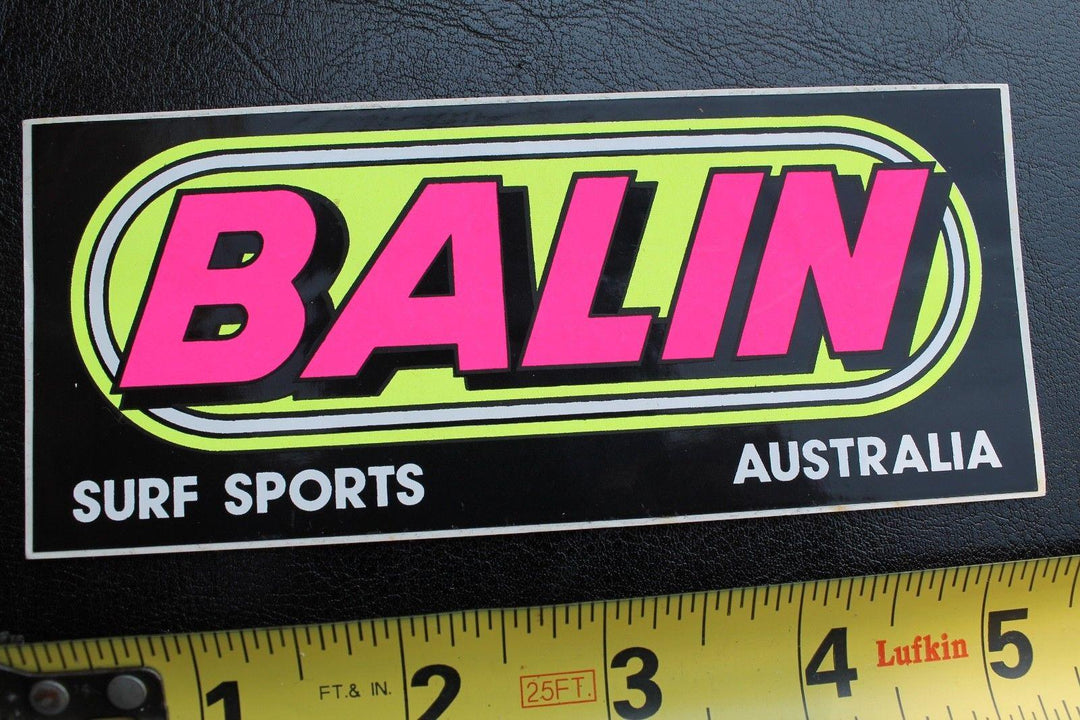 BALIN
SURF SPORTS AUSTRALIA
1 FT.& IN. 2 25FT. 3 4 Lufkin 5